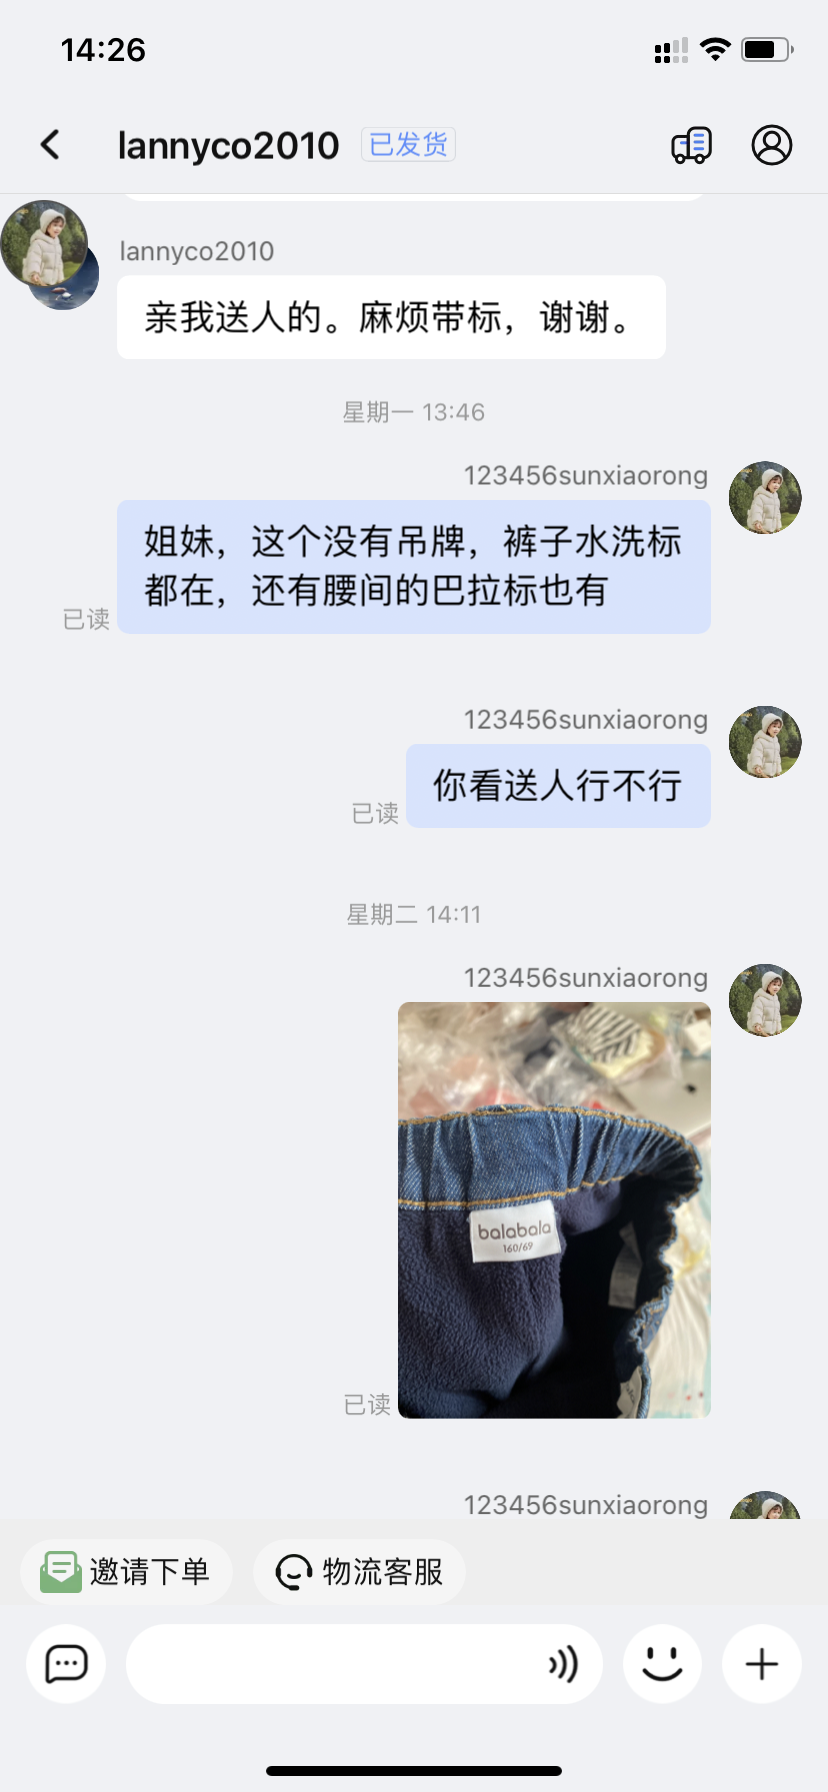 14:26
lannyco2010 已发货
lannyco2010
亲我送人的。麻烦带标，谢谢。
星期一 13:46
123456sunxiaorong
姐妹，这个没有吊牌，裤子水洗标
都在，还有腰间的巴拉标也有
已读
123456sunxiaorong
你看送人行不行
已读
星期二 14:11
123456sunxiaorong
balabala
160/69
已读
123456sunxiaorong
邀请下单 物流客服